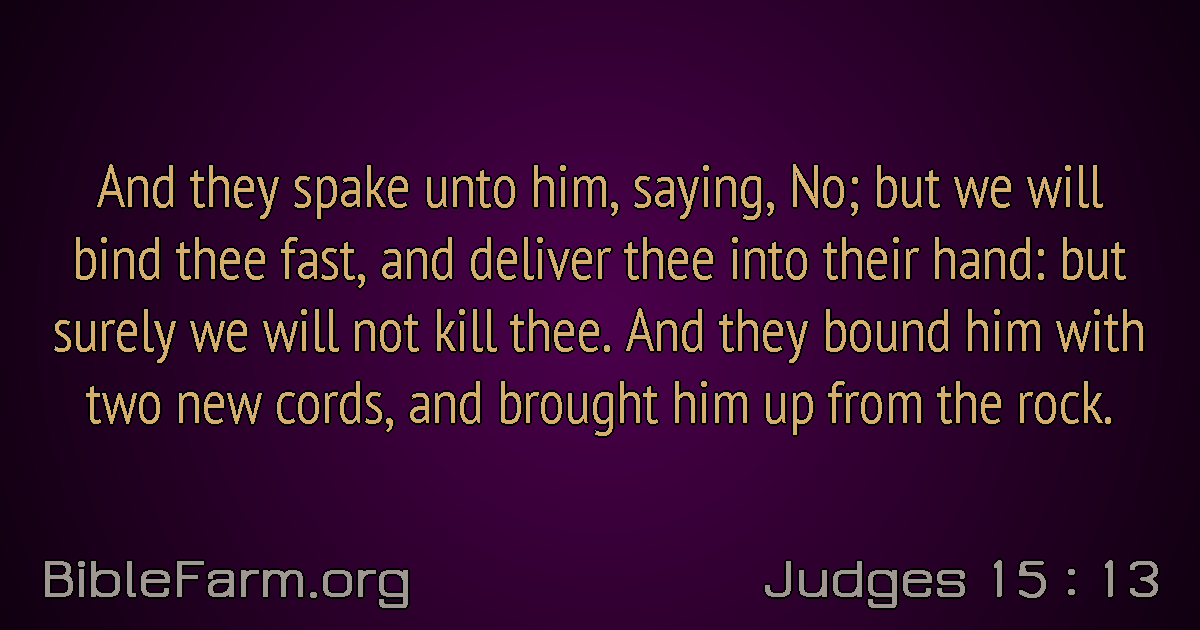 And they spake unto him, saying, No; but we will
bind thee fast, and deliver thee into their hand: but
surely we will not kill thee. And they bound him with
two new cords, and brought him up from the rock.
BibleFarm.org
Judges 15 : 13